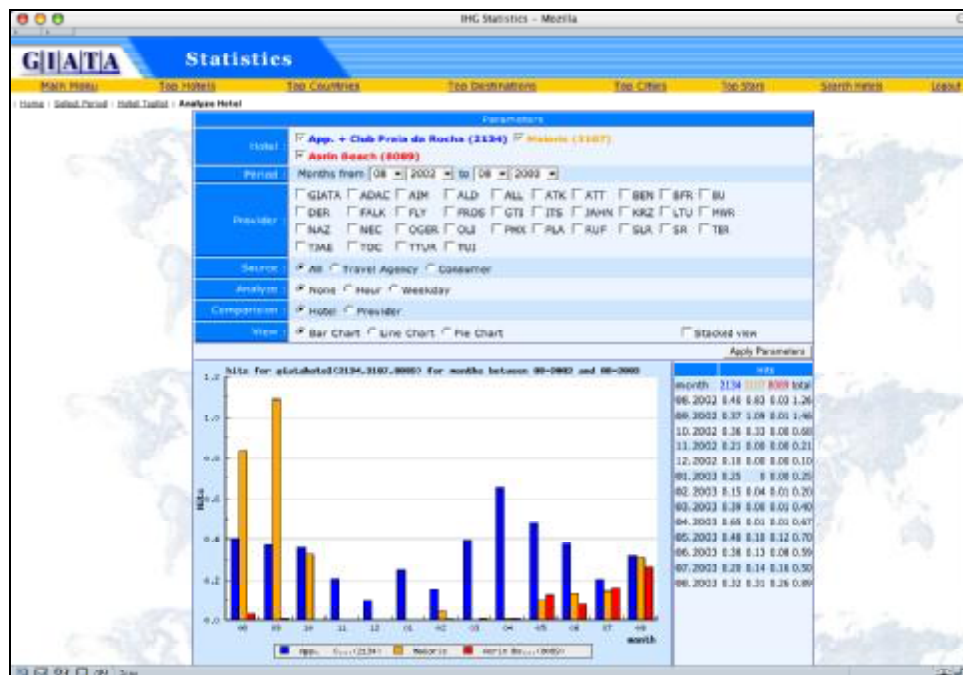 IHG Statistics - Mozilla
G|I|A|T|A
Statistics
Main Menu Top Hotels Top Countries Top Destinations Top Cities Top Stars Search Hotels Logout
Home : Select Period : Hotel Toplist : Analyze Hotel
Parameters
Hotel : App. + Club Praia da Rocha (2134) (3107)
(8089)
Period : Months from 08 2002 to 08 2003
Provider : GIATA ADAC AIM ALD ALL ATK ATT BEN BFR BU
DER FALK FLY FROS GTI ITS JAHN KRZ LTU MWR
NAZ NEC OGER OLI PHX PLA RUF SLR SR TER
TJAE TOC TTUR TUI
Source : All Travel Agency Consumer
Analyze : None Hour Weekday
Comparision : Hotel Provider
View : Bar Chart Line Chart Pie Chart Stacked view
Apply Parameters
hits for giatahotel(2134,3107,8089) for months between 08-2002 and 08-2003
Hits
month 2134 3107 8089 total
08.2002 0.40 0.83 0.03 1.26
09.2002 0.37 1.09 0.01 1.46
10.2002 0.36 0.33 0.00 0.68
11.2002 0.21 0.00 0.00 0.21
12.2002 0.10 0.00 0.00 0.10
01.2003 0.25 0 0.00 0.25
02.2003 0.15 0.04 0.01 0.20
03.2003 0.39 0.00 0.01 0.40
04.2003 0.65 0.01 0.01 0.67
05.2003 0.48 0.10 0.12 0.70
06.2003 0.38 0.13 0.08 0.59
07.2003 0.20 0.14 0.16 0.50
08.2003 0.32 0.31 0.26 0.89
1.2
1.0
0.8
0.6
0.4
0.2
0.0
Hits
08 09 10 11 12 01 02 03 04 05 06 07 08
month
App. (2134) (8089)